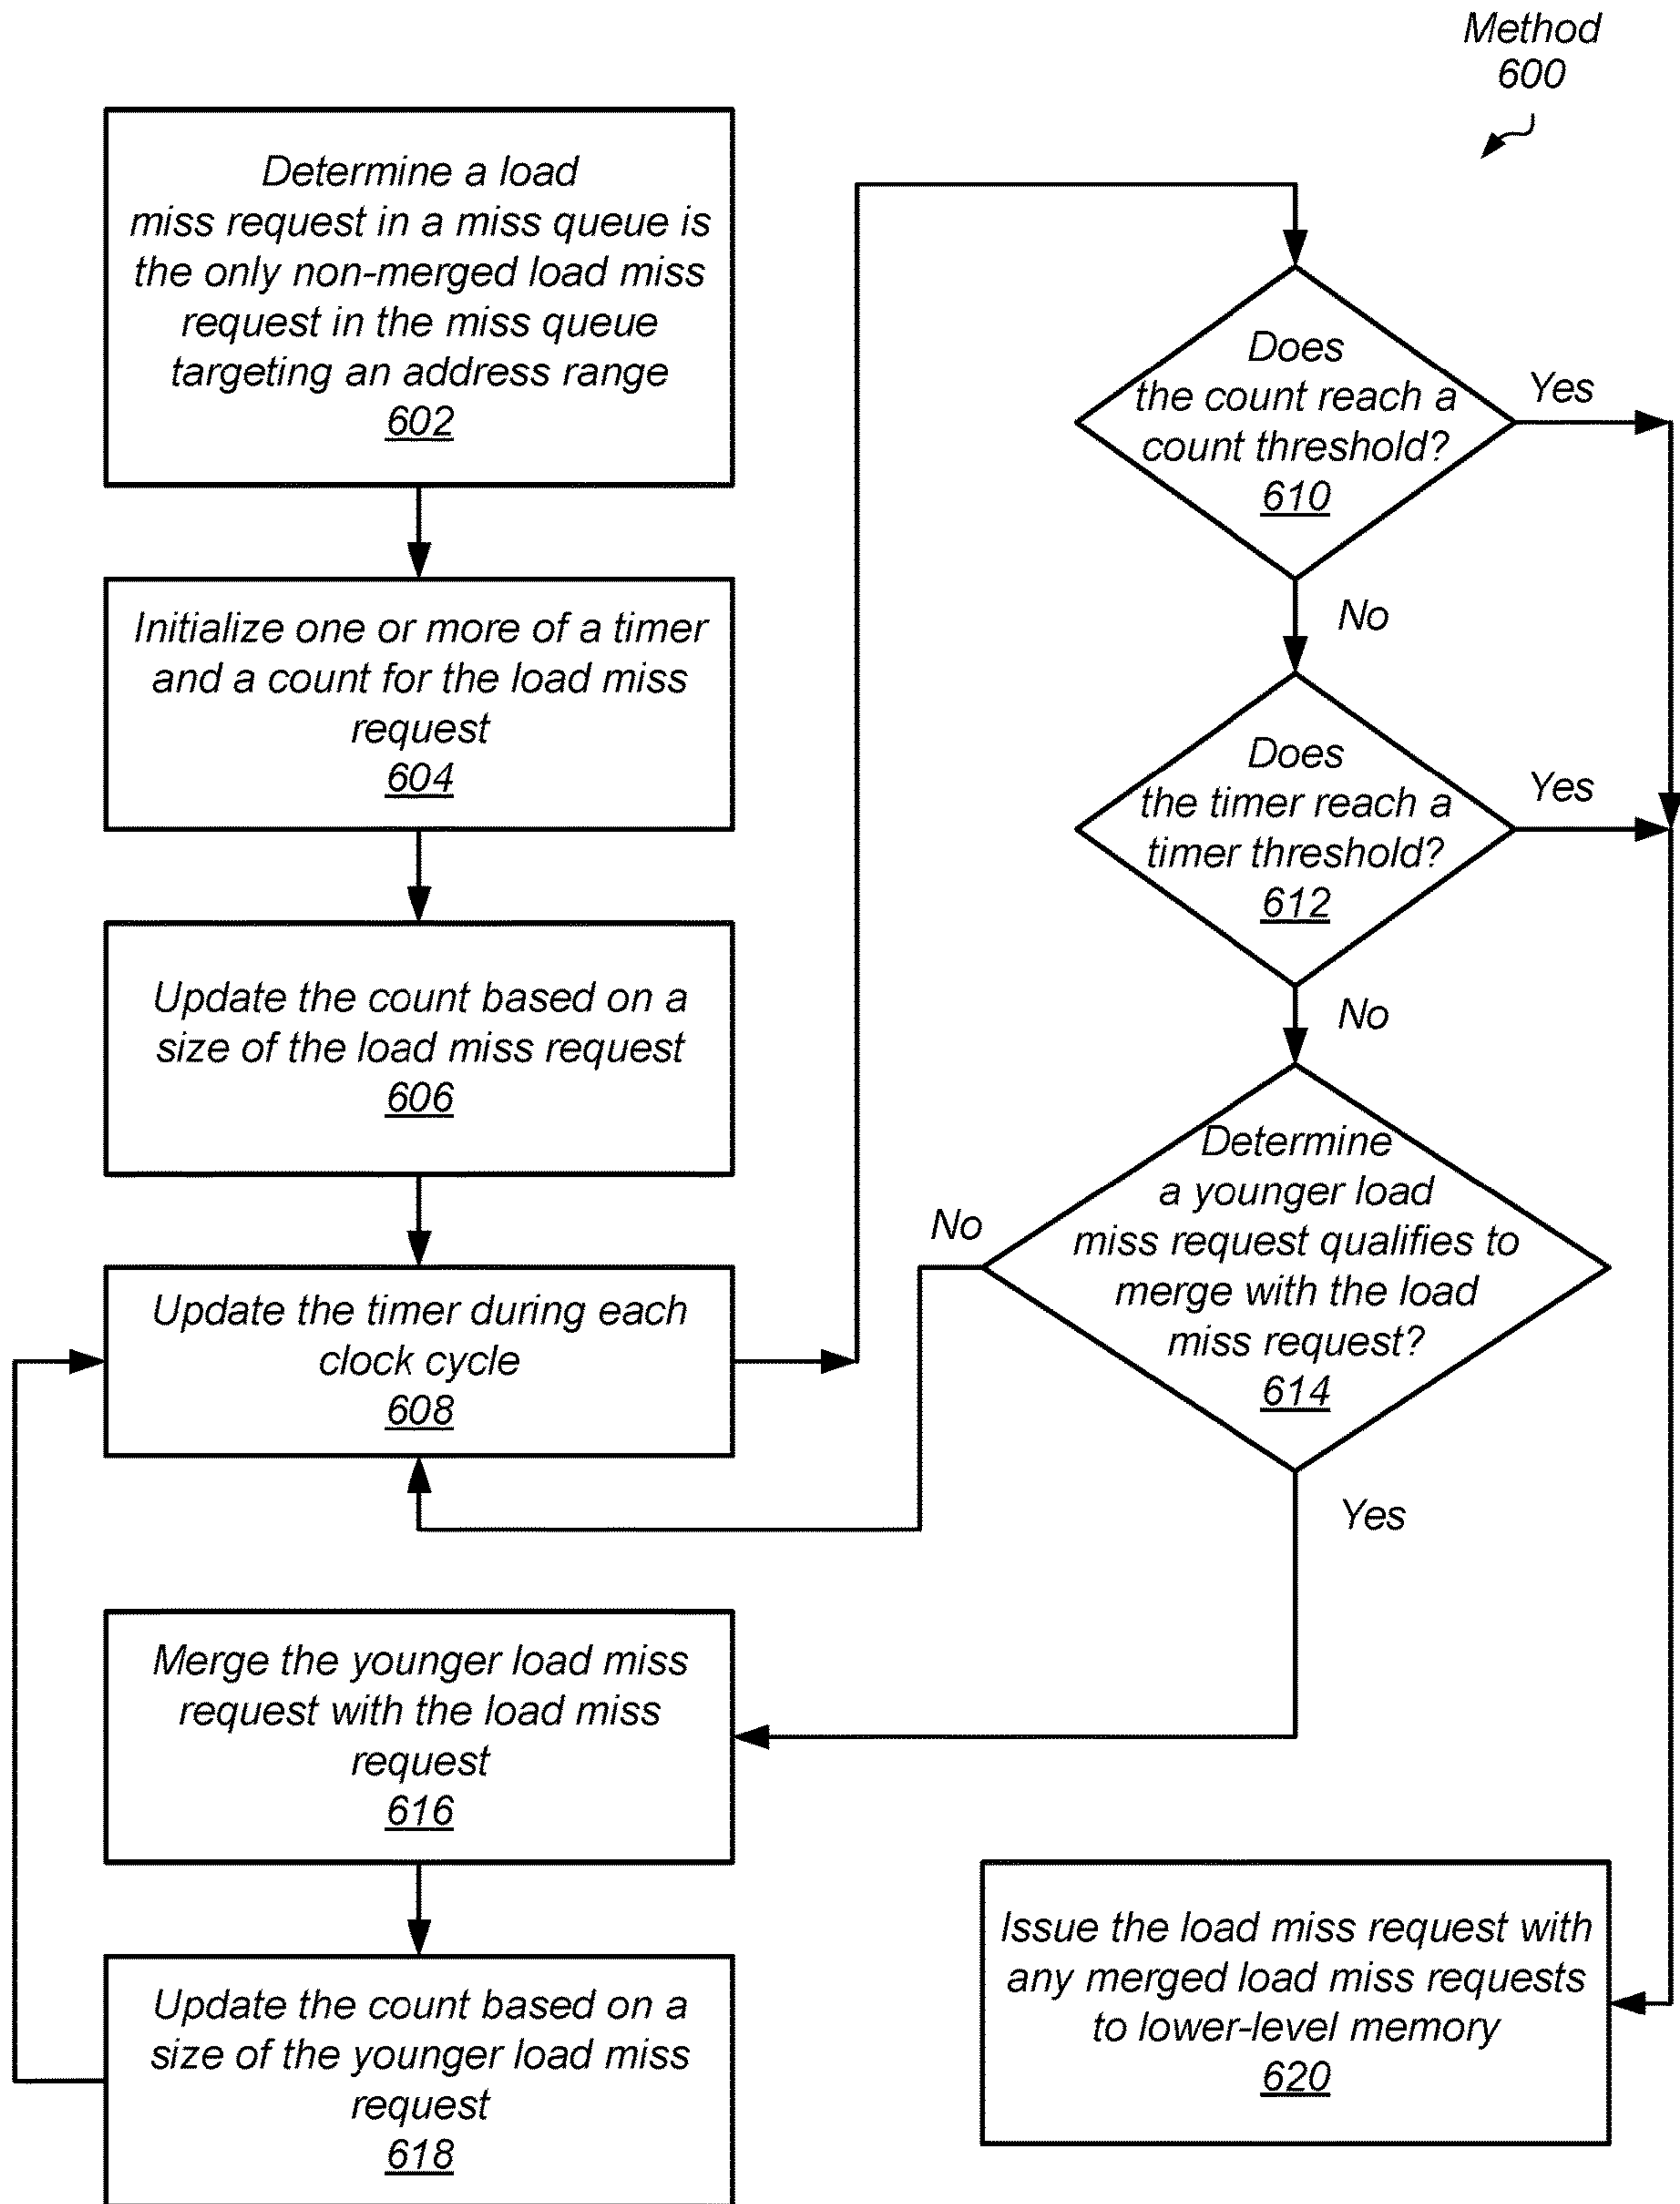 Method
600
Determine a load
miss request in a miss queue is
the only non-merged load miss
request in the miss queue
targeting an address range
602
Initialize one or more of a timer
and a count for the load miss
request
604
Update the count based on a
size of the load miss request
606
Update the timer during each
clock cycle
608
Does
the count reach a
count threshold?
610
Yes
No
Does
the timer reach a
timer threshold?
612
Yes
No
Determine
a younger load
miss request qualifies to
merge with the load
miss request?
614
No
Yes
Merge the younger load miss
request with the load miss
request
616
Update the count based on a
size of the younger load miss
request
618
Issue the load miss request with
any merged load miss requests
to lower-level memory
620